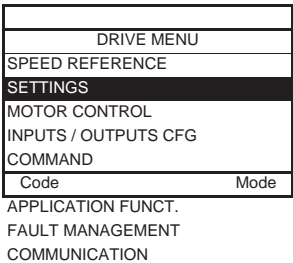 DRIVE MENU
SPEED REFERENCE
SETTINGS
MOTOR CONTROL
INPUTS / OUTPUTS CFG
COMMAND
Code Mode
APPLICATION FUNCT.
FAULT MANAGEMENT
COMMUNICATION